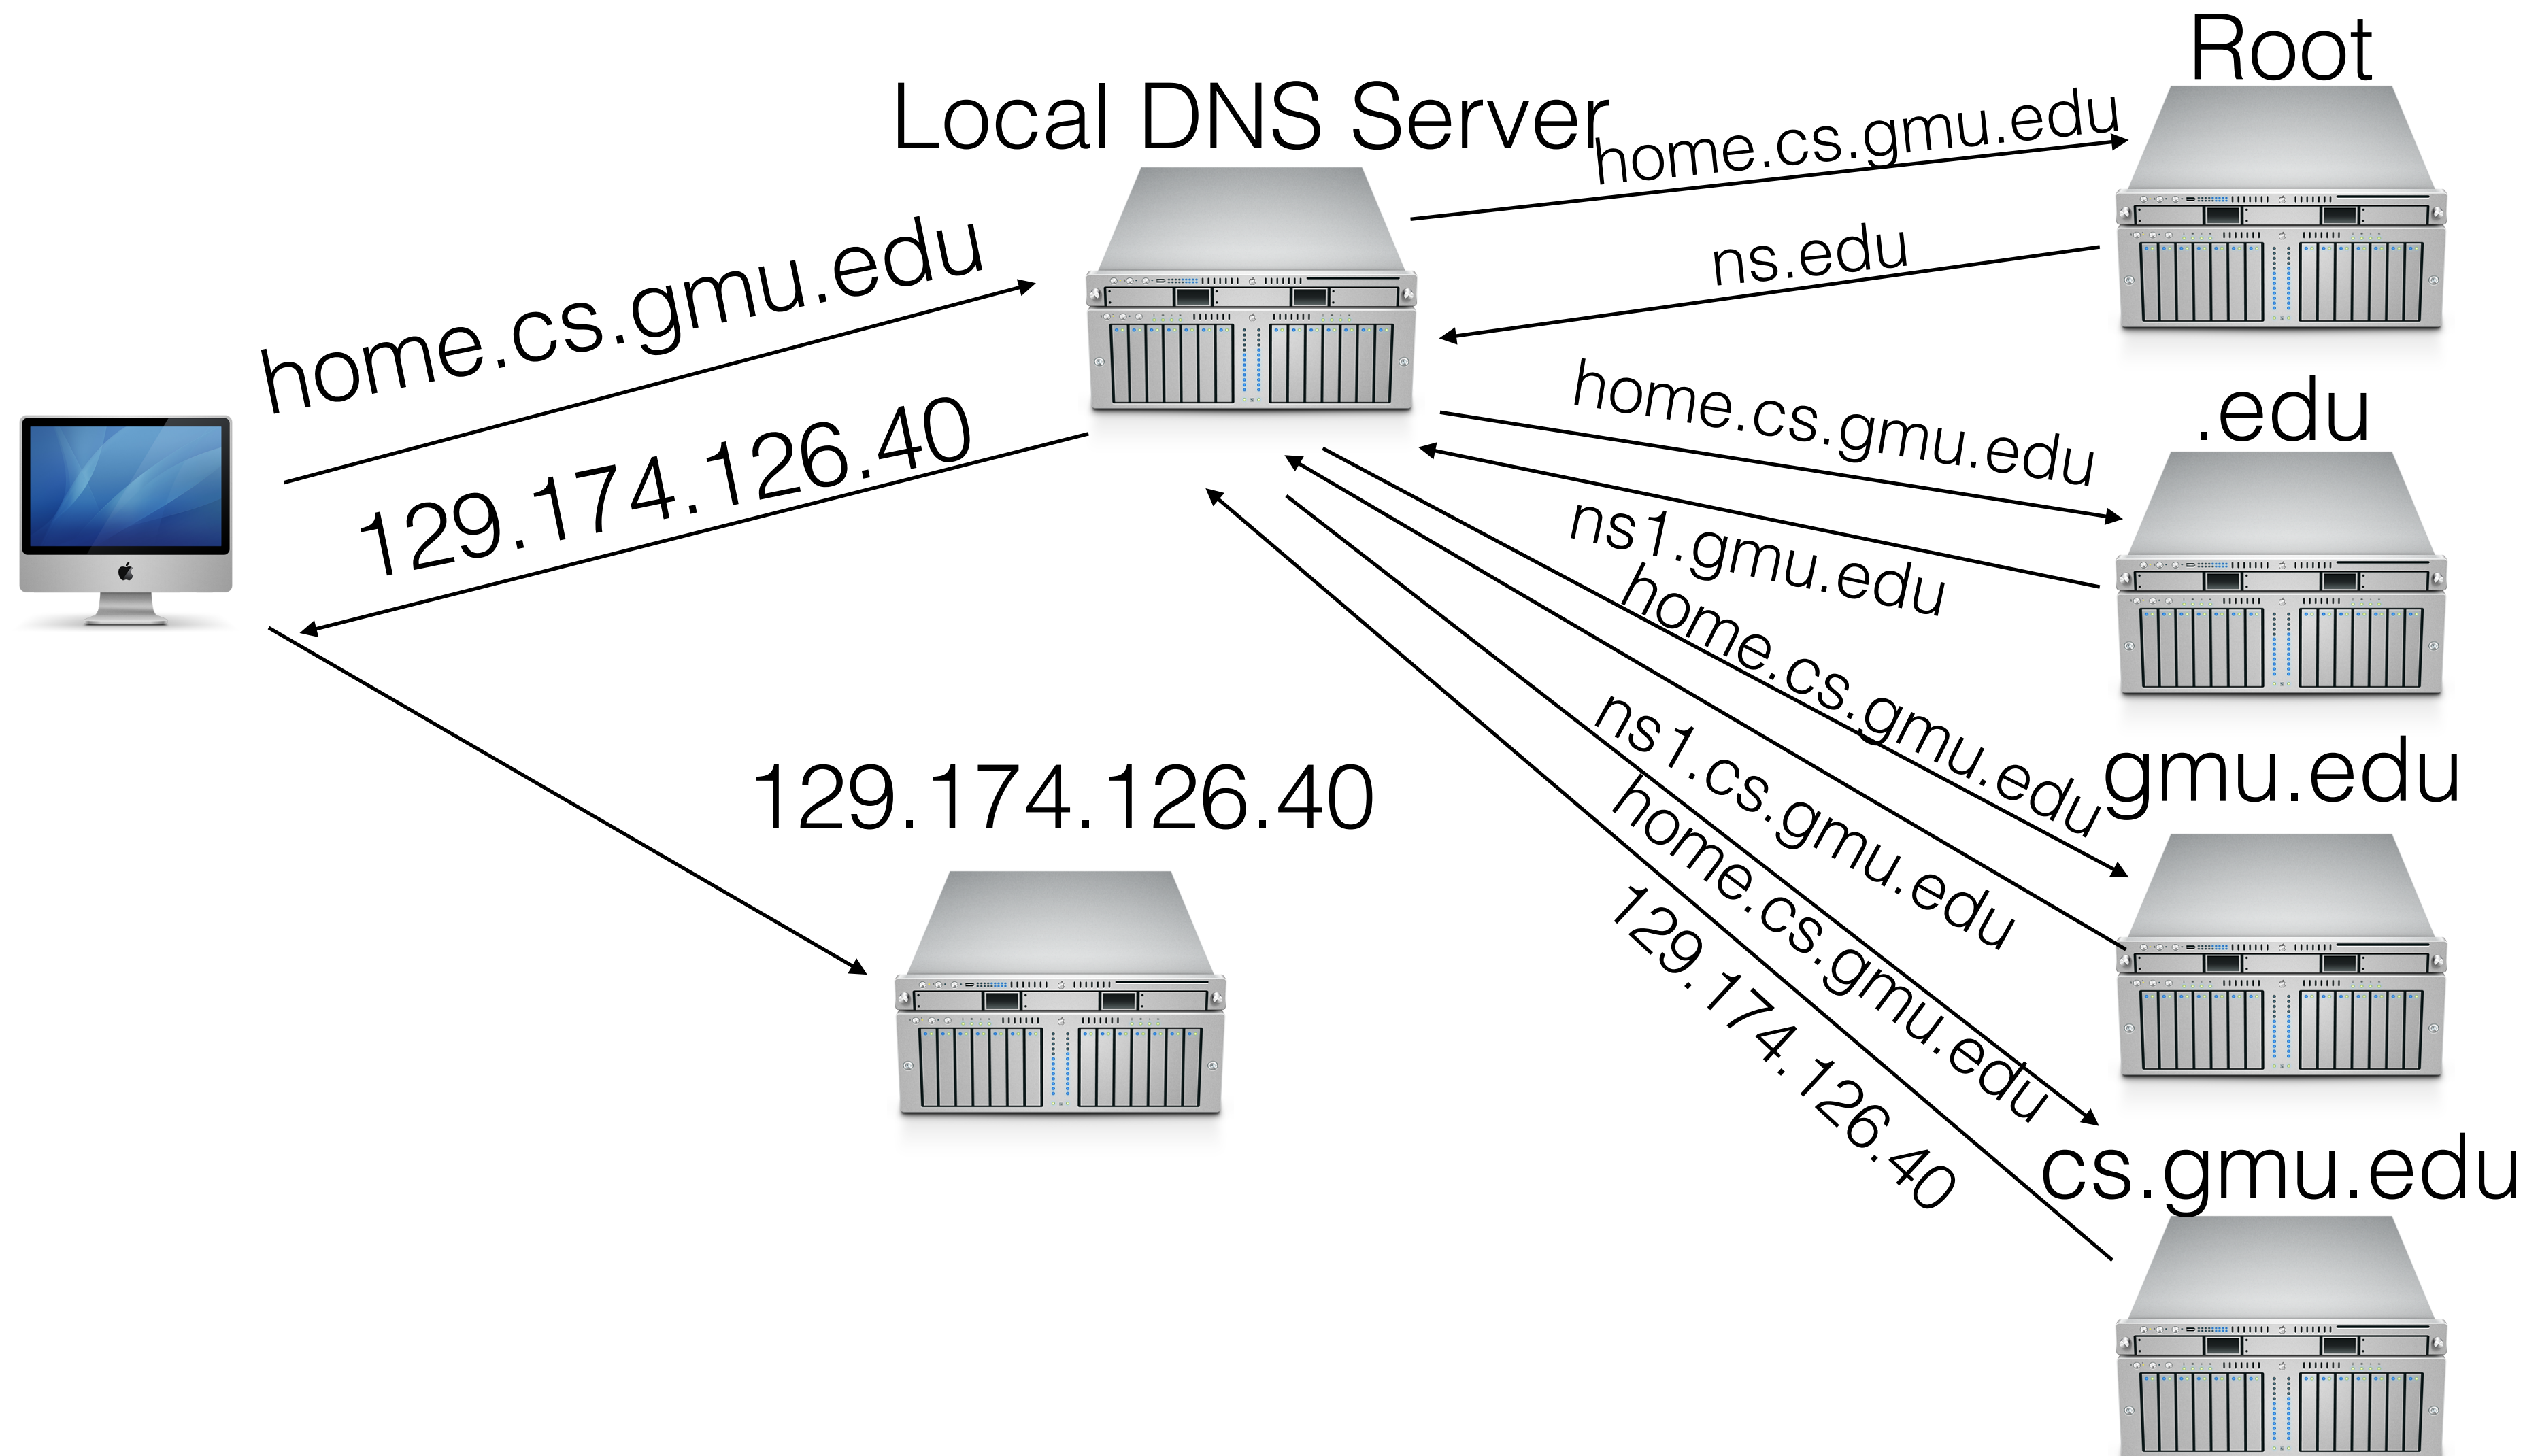 Root
Local DNS Server
home.cs.gmu.edu
home.cs.gmu.edu
ns.edu
.edu
home.cs.gmu.edu
129.174.126.40
ns1.gmu.edu
home.cs.gmu.edu
gmu.edu
129.174.126.40
ns1.cs.gmu.edu
home.cs.gmu.edu
129.174.126.40
cs.gmu.edu